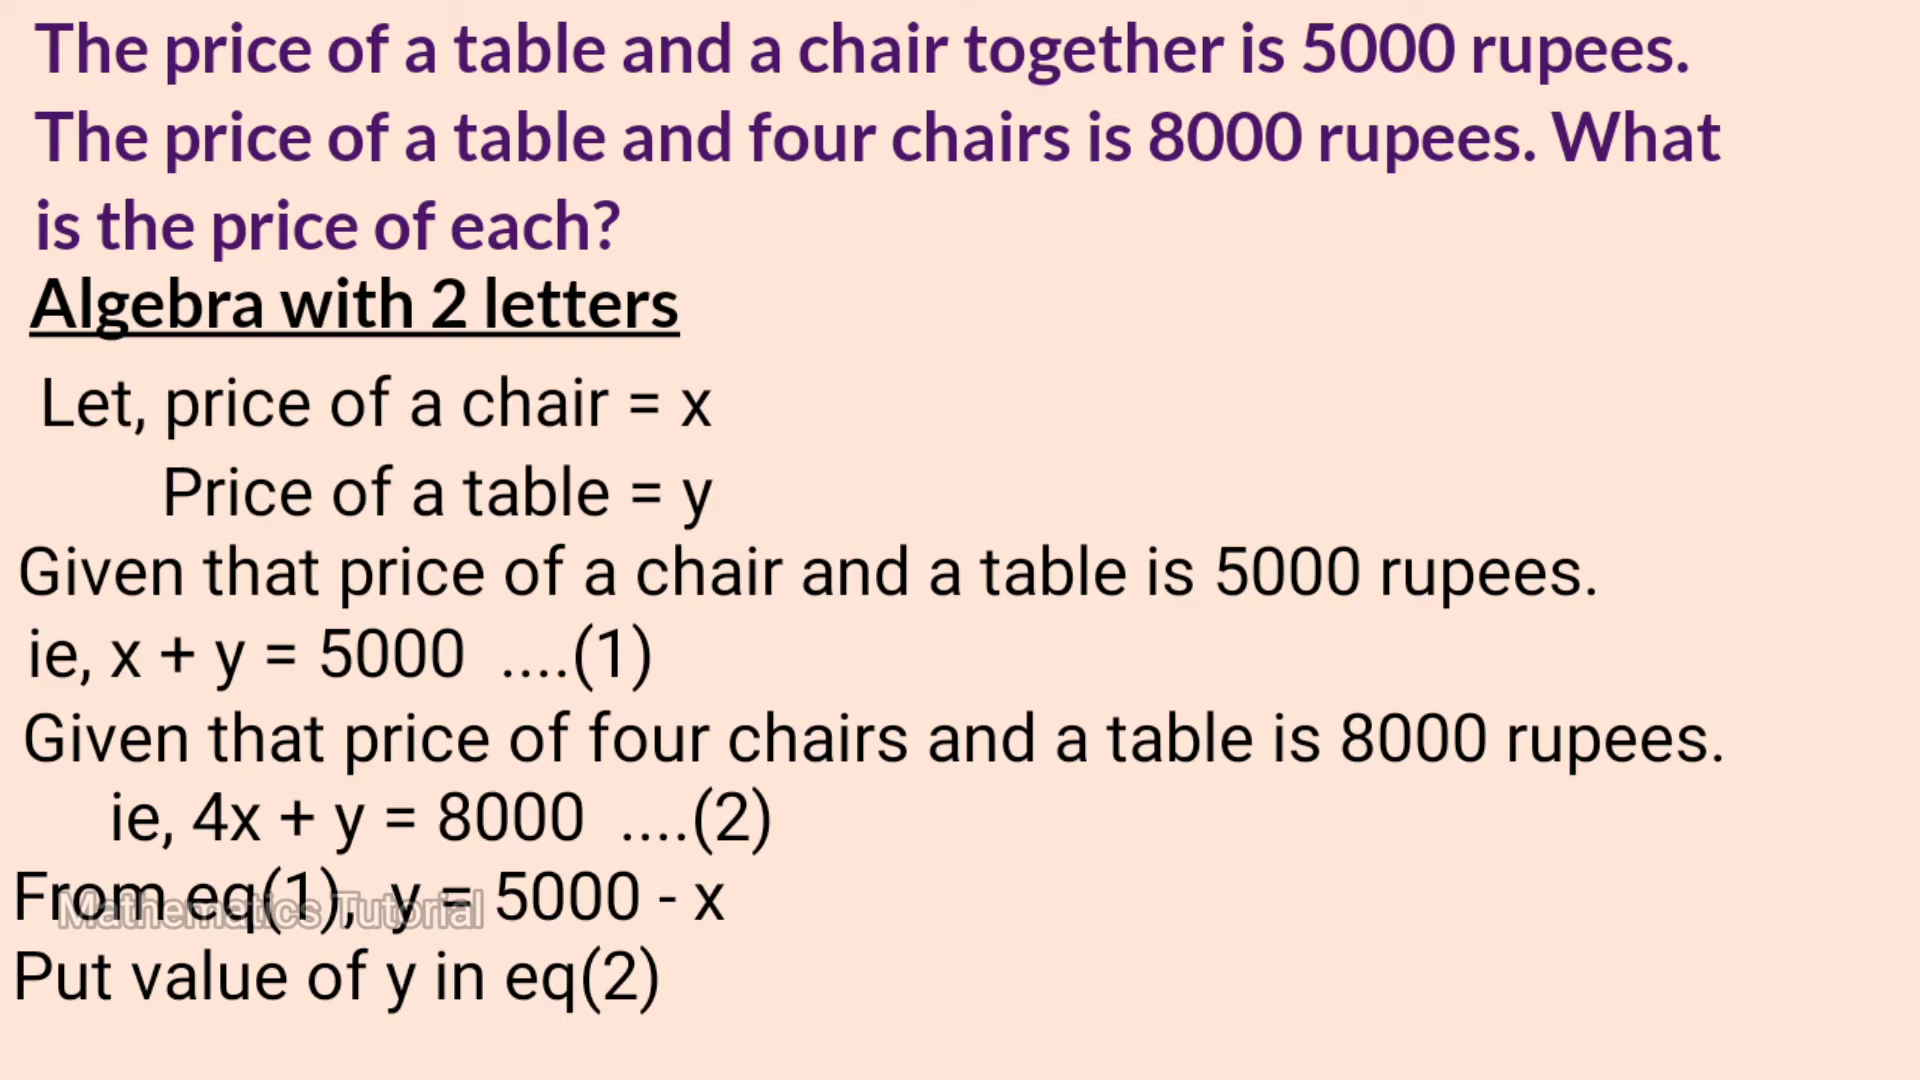 The price of a table and a chair together is 5000 rupees.
The price of a table and four chairs is 8000 rupees. What
is the price of each?
Algebra with 2 letters
Let, price of a chair = x
Price of a table = y
Given that price of a chair and a table is 5000 rupees.
ie, x + y = 5000 ....(1)
Given that price of four chairs and a table is 8000 rupees.
ie, 4x + y = 8000 ....(2)
From eq(1), y = 5000 - x
Mathematics Tutorial
Put value of y in eq(2)